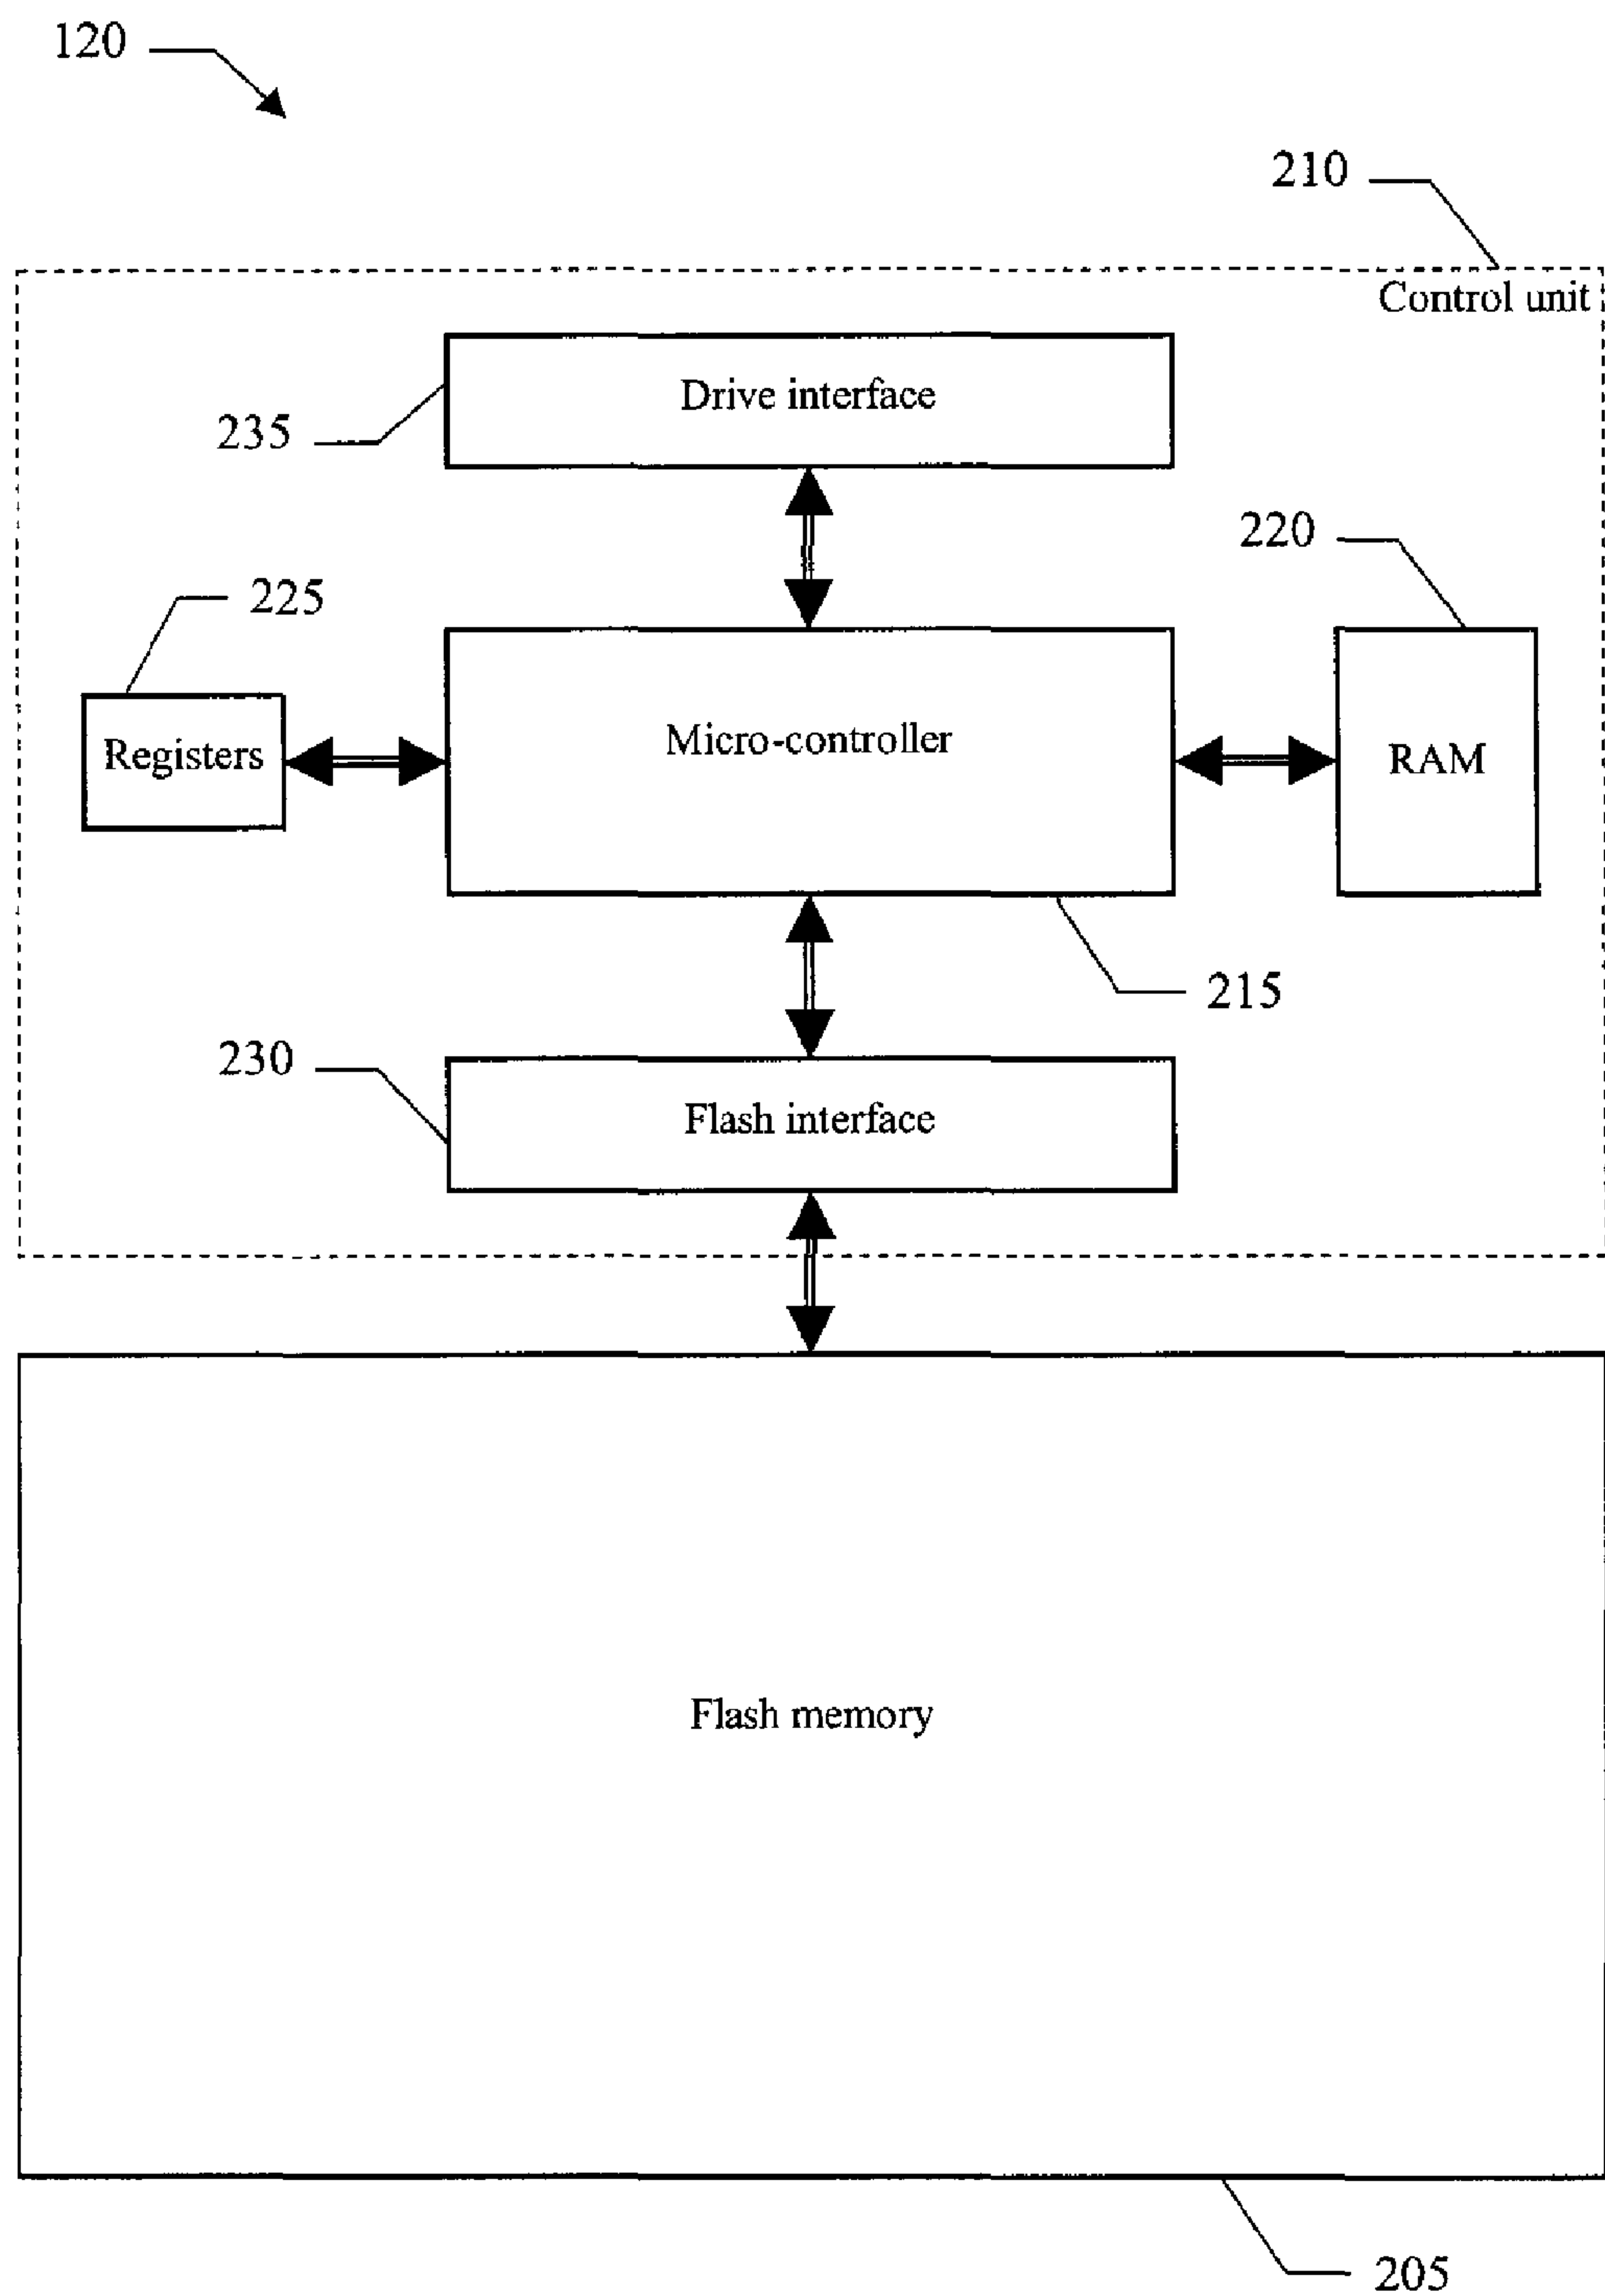 120
210
Control unit
Drive interface
235
220
225
Registers
Micro-controller
RAM
215
230
Flash interface
Flash memory
205